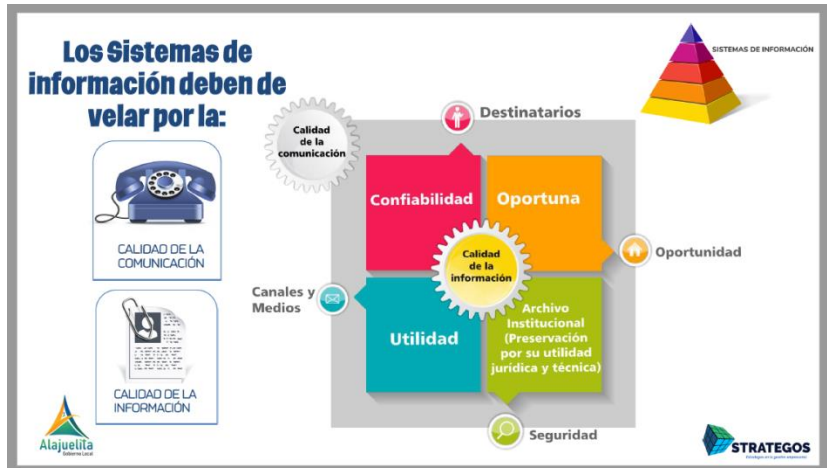 Los Sistemas de
información deben de
velar por la:
CALIDAD DE LA
COMUNICACIÓN
CALIDAD DE LA
INFORMACIÓN
Alajuelita
Gobierno Local
SISTEMAS DE INFORMACIÓN
Calidad
de la
comunicación
Destinatarios
Confiabilidad
Oportuna
Calidad
de la
información
Oportunidad
Canales y
Medios
Utilidad
Archivo
Institucional
(Preservación
por su utilidad
jurídica y técnica)
Seguridad
STRATEGOS